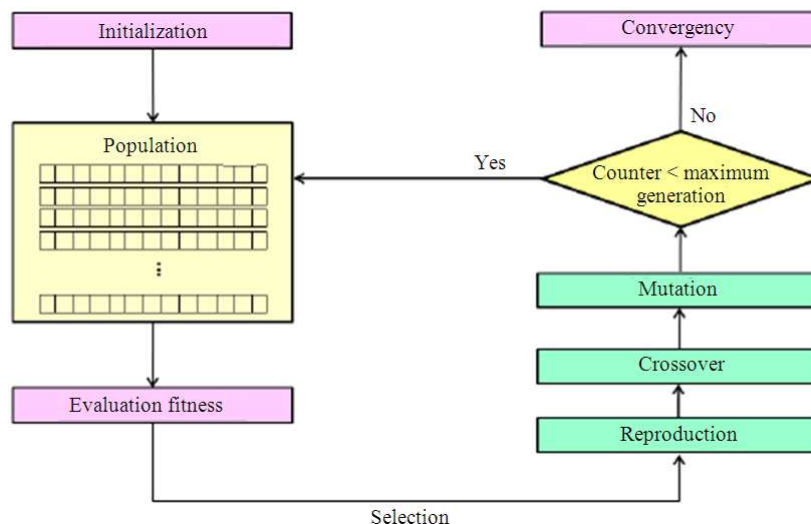 Initialization
Population
Evaluation fitness
Selection
Reproduction
Crossover
Mutation
Counter < maximum
generation
Yes
No
Convergency